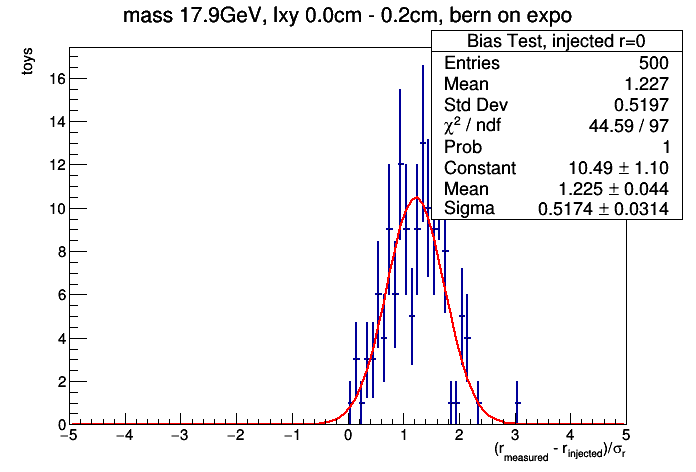 mass 17.9GeV, lxy 0.0cm - 0.2cm, bern on expo
toys
Bias Test, injected r=0
Entries 500
Mean 1.227
Std Dev 0.5197
χ² / ndf 44.59 / 97
Prob 1
Constant 10.49 ± 1.10
Mean 1.225 ± 0.044
Sigma 0.5174 ± 0.0314
16
14
12
10
8
6
4
2
0
−5 −4 −3 −2 −1 0 1 2 3 4 5
(r_measured - r_injected)/σ_r